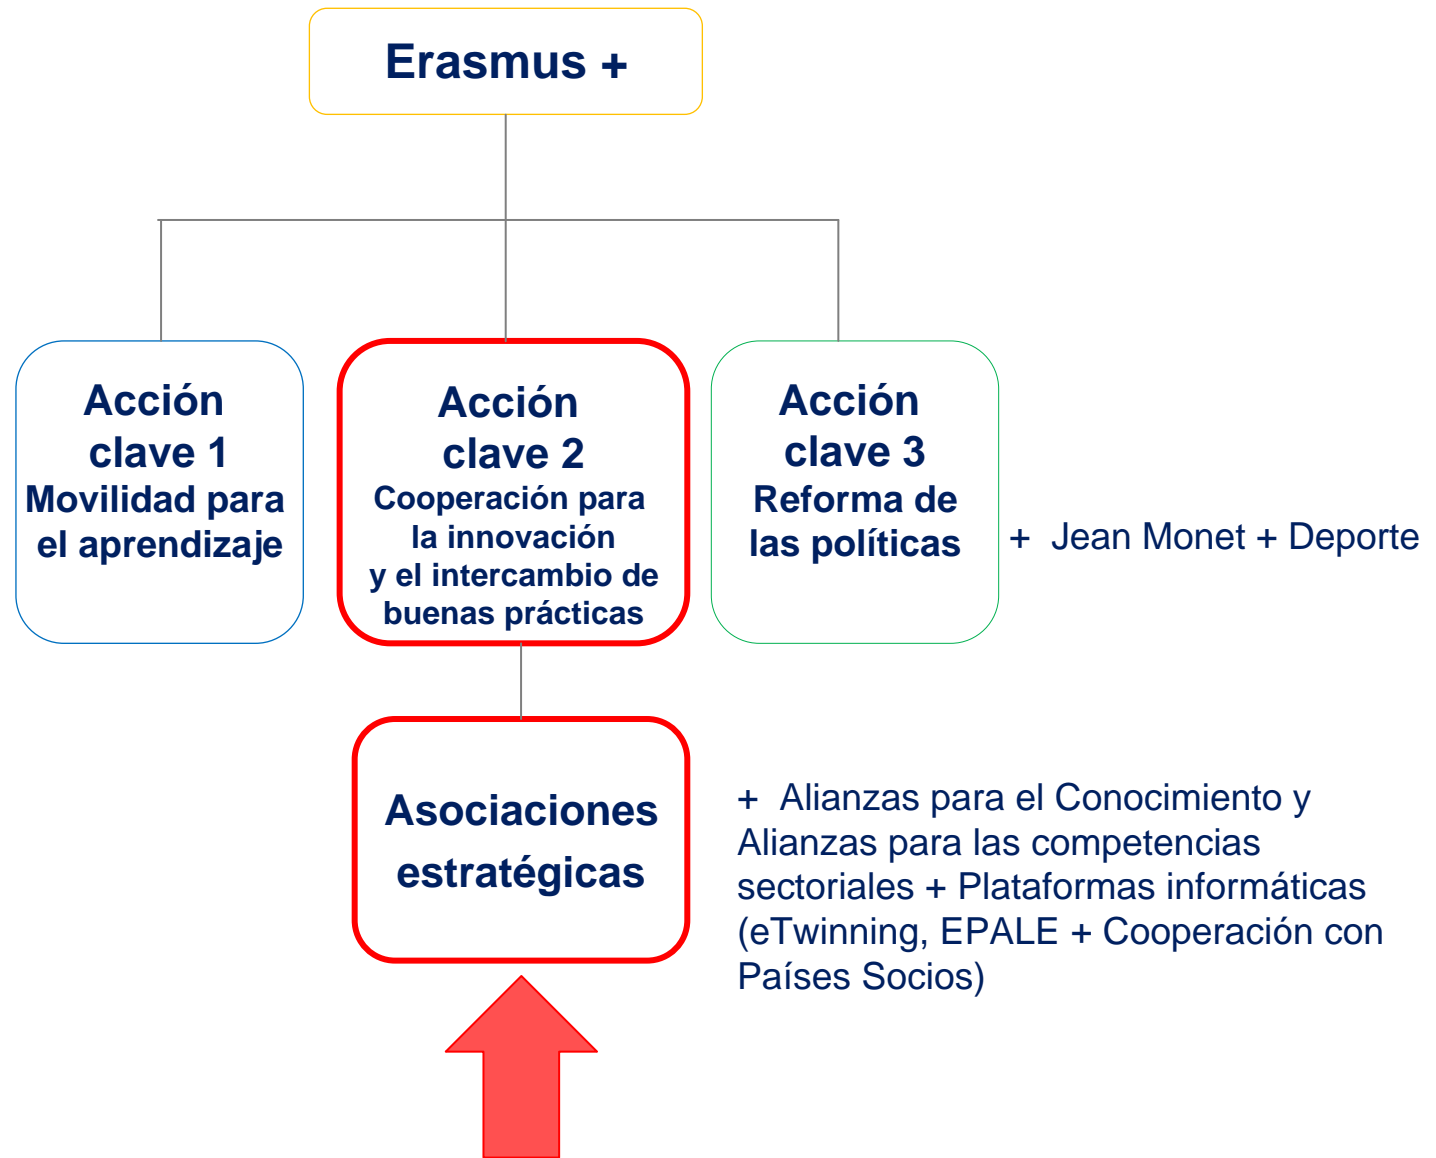 Erasmus +
Acción
clave 1
Movilidad para
el aprendizaje
Acción
clave 2
Cooperación para
la innovación
y el intercambio de
buenas prácticas
Acción
clave 3
Reforma de
las políticas
+ Jean Monet + Deporte
Asociaciones
estratégicas
+ Alianzas para el Conocimiento y
Alianzas para las competencias
sectoriales + Plataformas informáticas
(eTwinning, EPALE + Cooperación con
Países Socios)